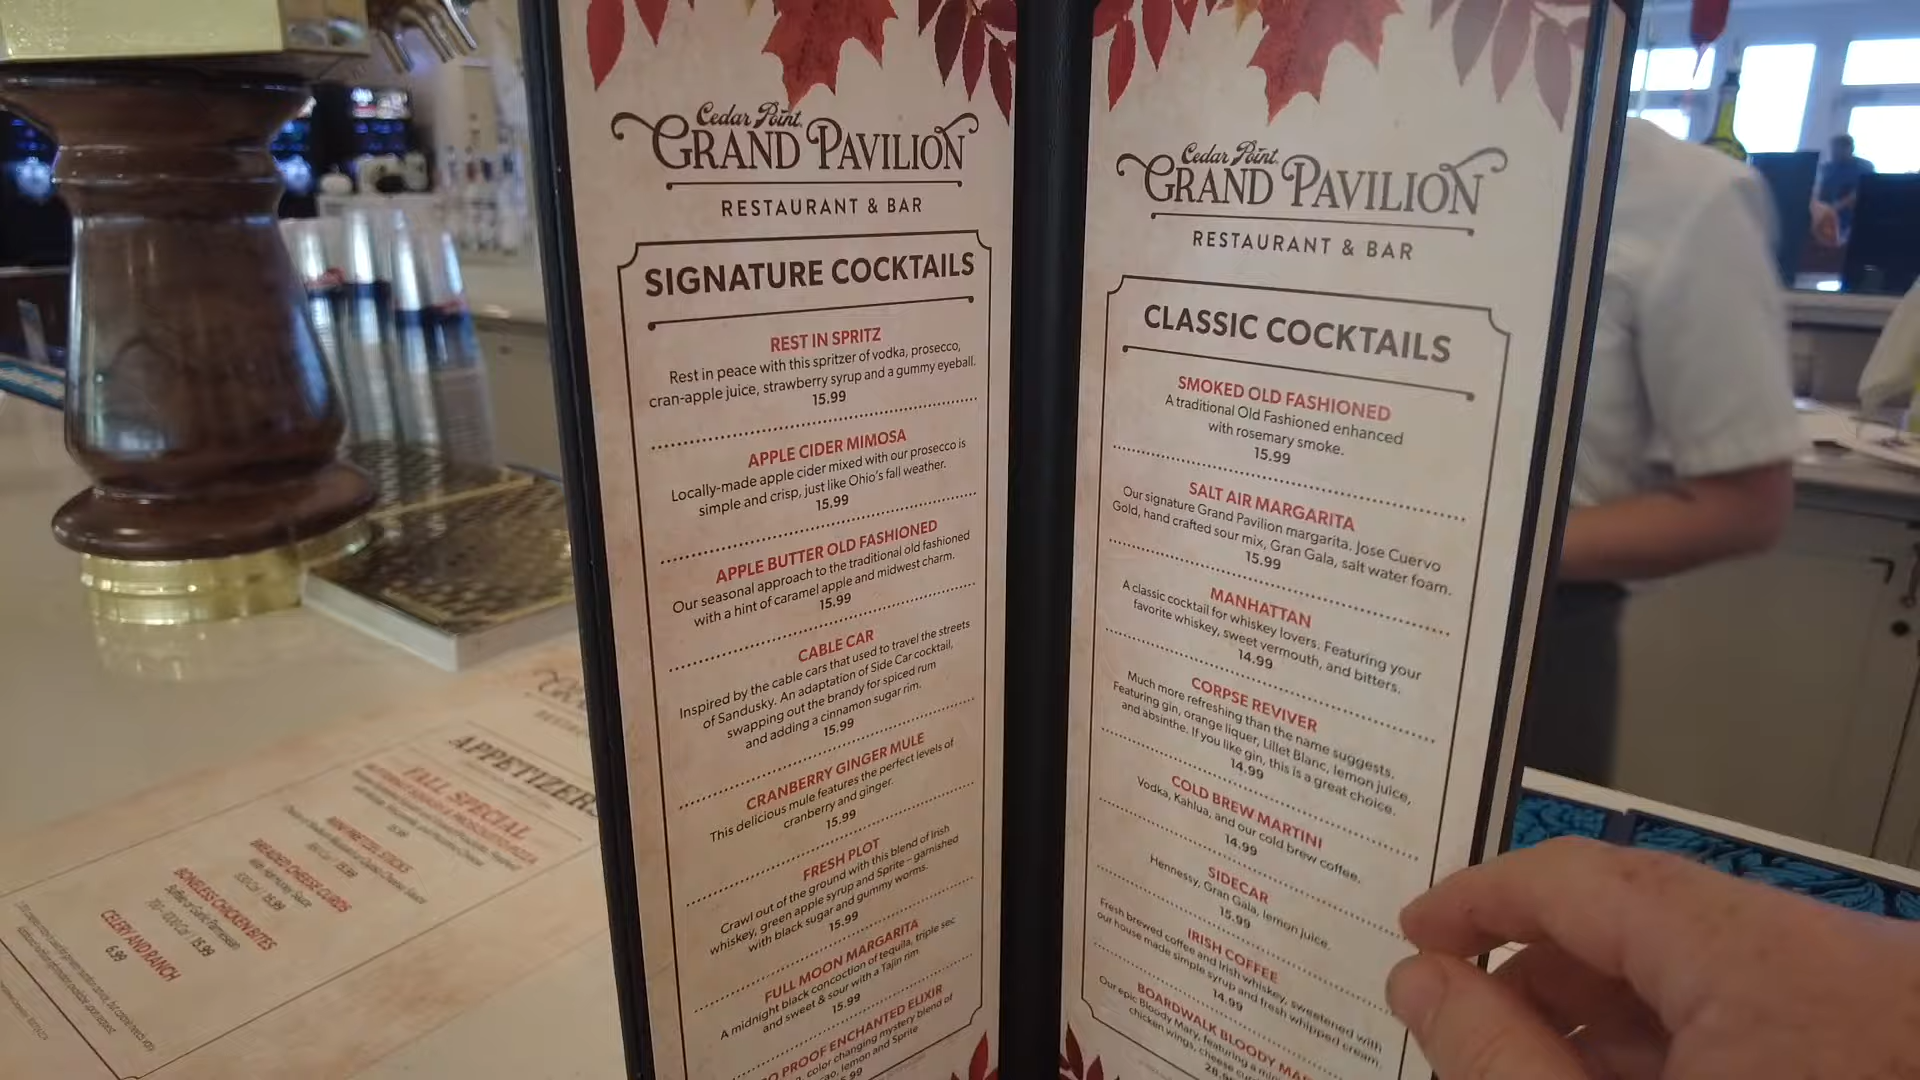 Cedar Point
GRAND PAVILION
RESTAURANT & BAR
SIGNATURE COCKTAILS
REST IN SPRITZ
Rest in peace with this spritzer of vodka, prosecco,
cran-apple juice, strawberry syrup and a gummy eyeball.
15.99
APPLE CIDER MIMOSA
Locally-made apple cider mixed with our prosecco is
simple and crisp, just like Ohio's fall weather.
15.99
APPLE BUTTER OLD FASHIONED
Our seasonal approach to the traditional old fashioned
with a hint of caramel apple and midwest charm.
15.99
CABLE CAR
Inspired by the cable cars that used to travel the streets
of Sandusky. An adaptation of Side Car cocktail,
swapping out the brandy for spiced rum
and adding a cinnamon sugar rim.
15.99
CRANBERRY GINGER MULE
This delicious mule features the perfect levels of
cranberry and ginger.
15.99
FRESH PLOT
Crawl out of the ground with this blend of Irish
whiskey, green apple syrup and Sprite – garnished
with black sugar and gummy worms.
15.99
FULL MOON MARGARITA
A midnight black concoction of tequila, triple sec
and sweet & sour with a Tajin rim
15.99
PROOF ENCHANTED ELIXIR
color changing mystery blend of
lemon and Sprite
Cedar Point
GRAND PAVILION
RESTAURANT & BAR
CLASSIC COCKTAILS
SMOKED OLD FASHIONED
A traditional Old Fashioned enhanced
with rosemary smoke.
15.99
SALT AIR MARGARITA
Our signature Grand Pavilion margarita. Jose Cuervo
Gold, hand crafted sour mix, Gran Gala, salt water foam.
15.99
MANHATTAN
A classic cocktail for whiskey lovers. Featuring your
favorite whiskey, sweet vermouth, and bitters.
14.99
CORPSE REVIVER
Much more refreshing than the name suggests.
Featuring gin, orange liquer, Lillet Blanc, lemon juice,
and absinthe. If you like gin, this is a great choice.
14.99
COLD BREW MARTINI
Vodka, Kahlua, and our cold brew coffee.
14.99
SIDECAR
Hennessy, Gran Gala, lemon juice.
15.99
IRISH COFFEE
Fresh brewed coffee and Irish whiskey, sweetened with
our house made simple syrup and fresh whipped cream.
14.99
BOARDWALK BLOODY
Our epic Bloody Mary, featuring a
chicken wings, cheese
APPETIZERS
FALL SPECIAL
MINI PRETZEL STICKS
BREADED CHEESE CURDS
BONELESS CHICKEN BITES
Buffalo or Garlic Parmesan
15.99
CELERY AND RANCH
6.99